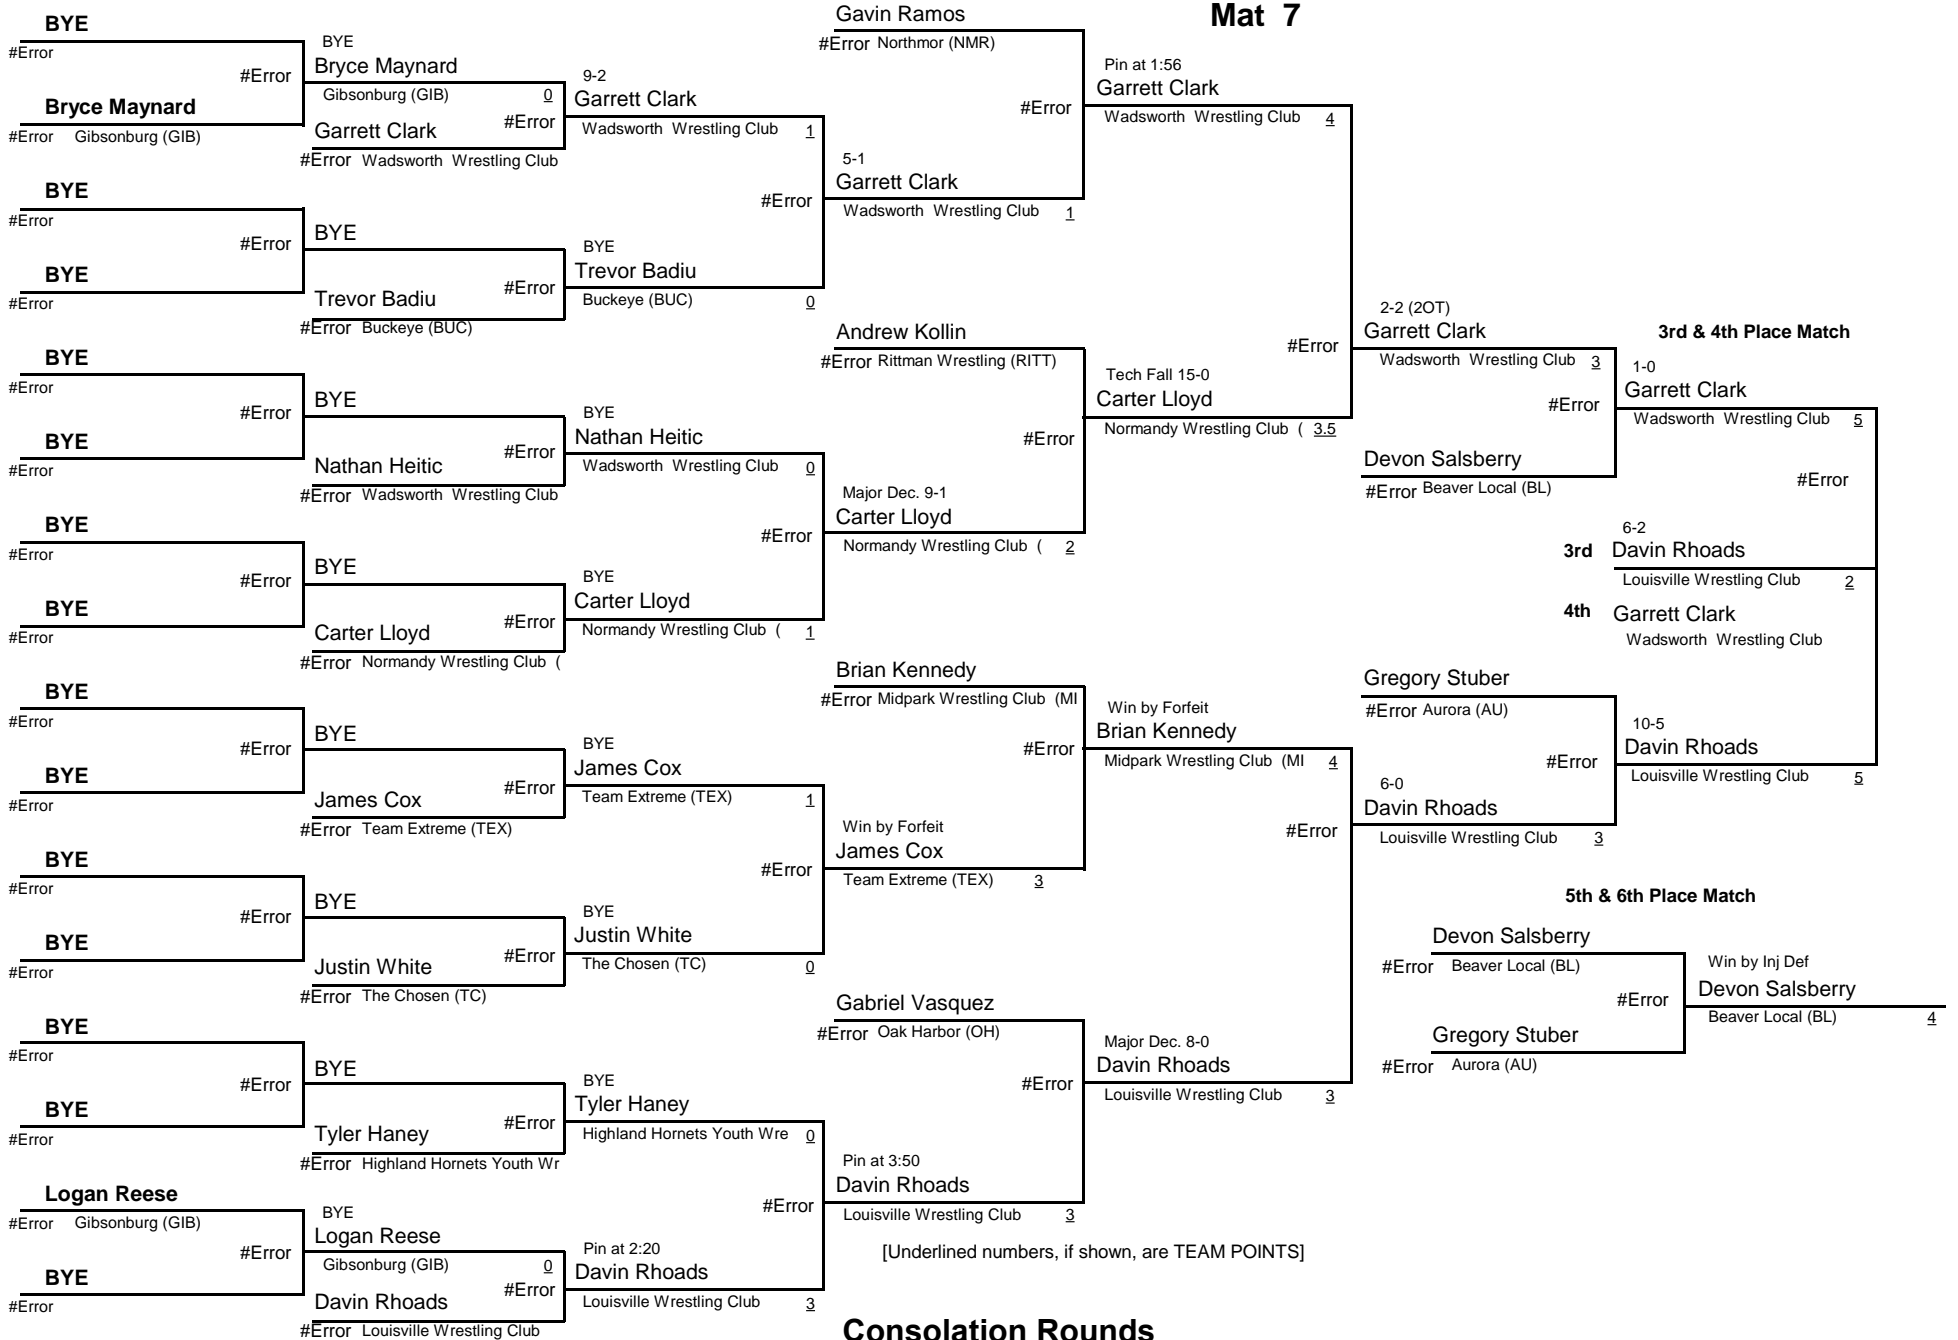 Mat 7
BYE
#Error
#Error
Bryce Maynard
#Error Gibsonburg (GIB)
BYE
#Error
#Error
BYE
#Error
BYE
#Error
#Error
BYE
#Error
BYE
#Error
#Error
BYE
#Error
BYE
#Error
#Error
BYE
#Error
BYE
#Error
#Error
BYE
#Error
BYE
#Error
#Error
BYE
#Error
Logan Reese
#Error Gibsonburg (GIB)
#Error
BYE
#Error
BYE
Bryce Maynard
Gibsonburg (GIB) 0
#Error
Garrett Clark
#Error Wadsworth Wrestling Club
BYE
#Error
Trevor Badiu
#Error Buckeye (BUC)
BYE
#Error
Nathan Heitic
#Error Wadsworth Wrestling Club
BYE
#Error
Carter Lloyd
#Error Normandy Wrestling Club (
BYE
#Error
James Cox
#Error Team Extreme (TEX)
BYE
#Error
Justin White
#Error The Chosen (TC)
BYE
#Error
Tyler Haney
#Error Highland Hornets Youth Wr
BYE
Logan Reese
Gibsonburg (GIB) 0
#Error
Davin Rhoads
#Error Louisville Wrestling Club
9-2
Garrett Clark
Wadsworth Wrestling Club 1
#Error
BYE
Trevor Badiu
Buckeye (BUC) 0
BYE
Nathan Heitic
Wadsworth Wrestling Club 0
#Error
BYE
Carter Lloyd
Normandy Wrestling Club ( 1
BYE
James Cox
Team Extreme (TEX) 1
#Error
BYE
Justin White
The Chosen (TC) 0
BYE
Tyler Haney
Highland Hornets Youth Wre 0
#Error
Pin at 2:20
Davin Rhoads
Louisville Wrestling Club 3
Gavin Ramos
#Error Northmor (NMR)
#Error
5-1
Garrett Clark
Wadsworth Wrestling Club 1
Andrew Kollin
#Error Rittman Wrestling (RITT)
#Error
Major Dec. 9-1
Carter Lloyd
Normandy Wrestling Club ( 2
Brian Kennedy
#Error Midpark Wrestling Club (MI
#Error
Win by Forfeit
James Cox
Team Extreme (TEX) 3
Gabriel Vasquez
#Error Oak Harbor (OH)
#Error
Pin at 3:50
Davin Rhoads
Louisville Wrestling Club 3
Pin at 1:56
Garrett Clark
Wadsworth Wrestling Club 4
#Error
Tech Fall 15-0
Carter Lloyd
Normandy Wrestling Club ( 3.5
Win by Forfeit
Brian Kennedy
Midpark Wrestling Club (MI 4
#Error
Major Dec. 8-0
Davin Rhoads
Louisville Wrestling Club 3
2-2 (2OT)
Garrett Clark
Wadsworth Wrestling Club 3
#Error
Devon Salsberry
#Error Beaver Local (BL)
Gregory Stuber
#Error Aurora (AU)
#Error
6-0
Davin Rhoads
Louisville Wrestling Club 3
3rd & 4th Place Match
1-0
Garrett Clark
Wadsworth Wrestling Club 5
#Error
6-2
3rd Davin Rhoads
Louisville Wrestling Club 2
4th Garrett Clark
Wadsworth Wrestling Club
10-5
Davin Rhoads
Louisville Wrestling Club 5
5th & 6th Place Match
Devon Salsberry
#Error Beaver Local (BL)
#Error
Gregory Stuber
#Error Aurora (AU)
Win by Inj Def
Devon Salsberry
Beaver Local (BL) 4
[Underlined numbers, if shown, are TEAM POINTS]
Consolation Rounds